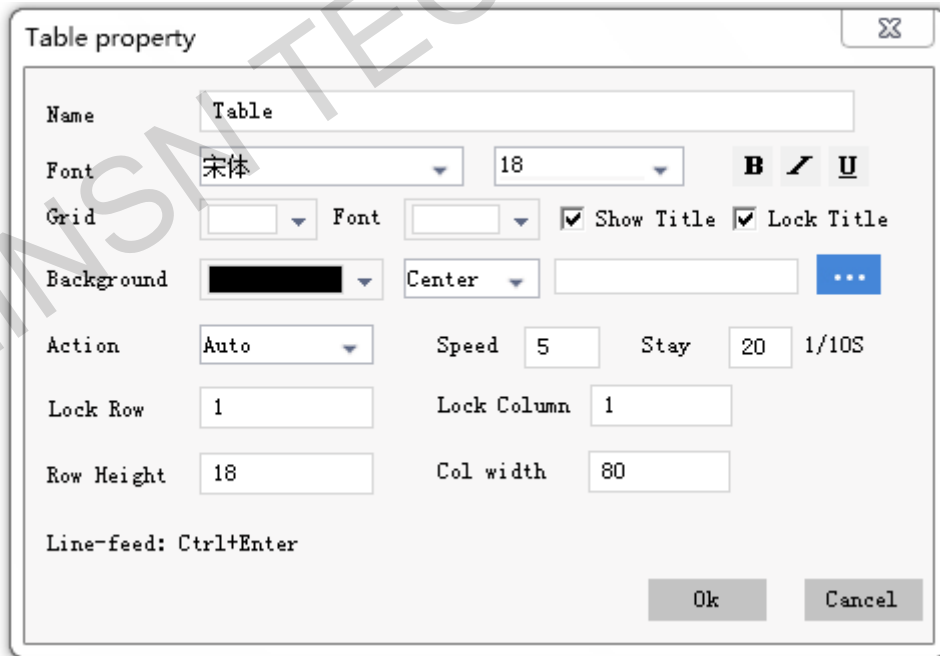 Table property
Name Table
Font 宋体 18 B I U
Grid Font Show Title Lock Title
Background Center ...
Action Auto Speed 5 Stay 20 1/10S
Lock Row 1 Lock Column 1
Row Height 18 Col width 80
Line-feed: Ctrl+Enter
Ok Cancel